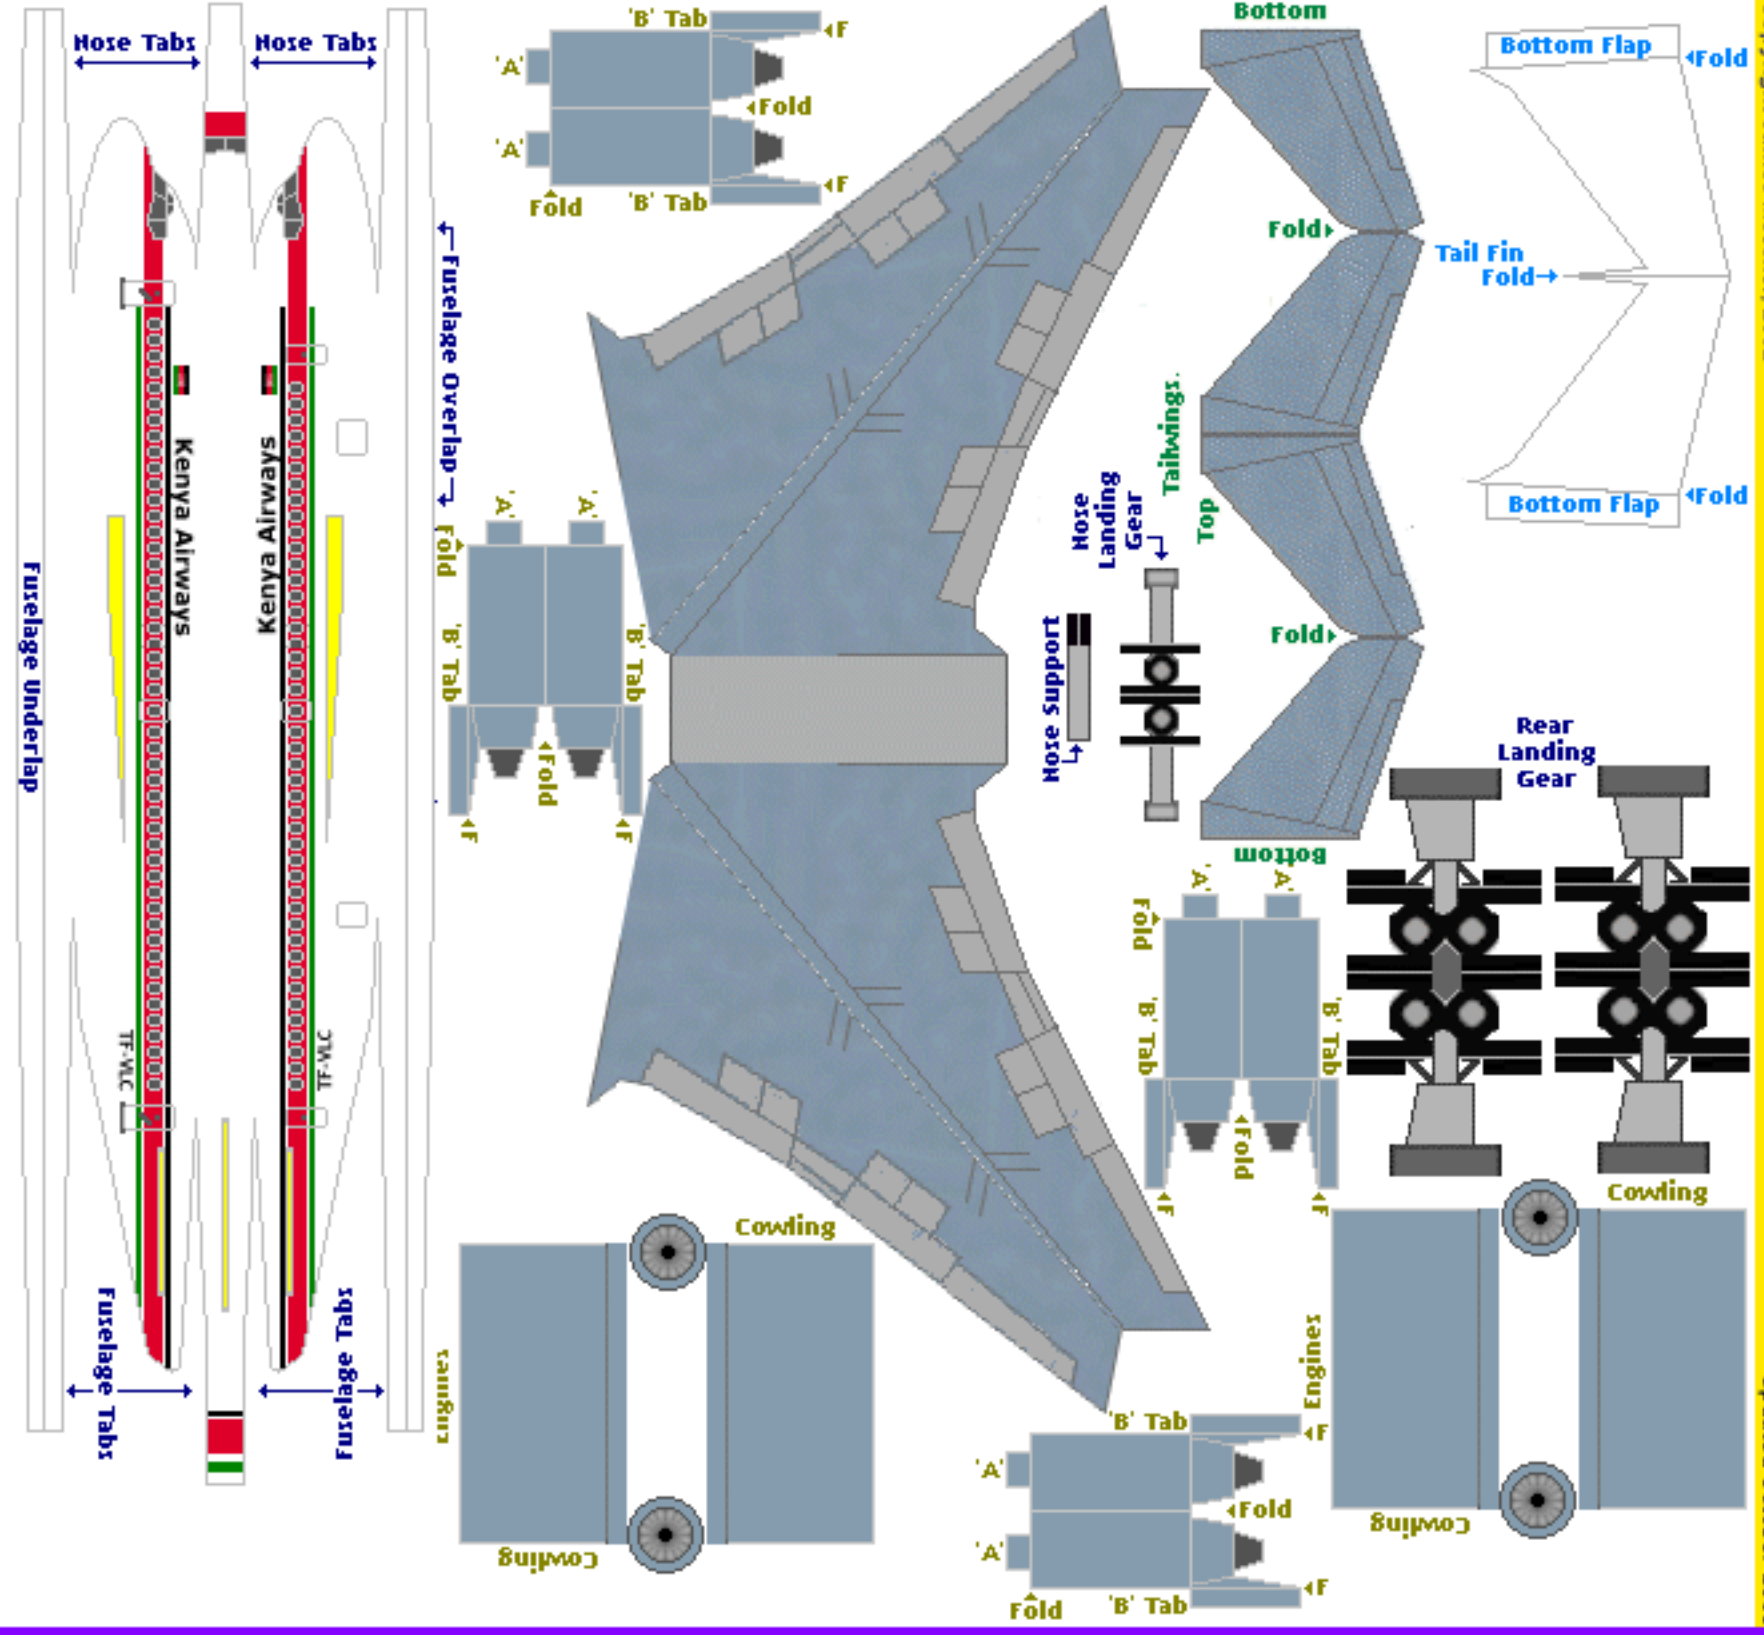 Nose Tabs
Nose Tabs
'B' Tab
F
'A'
Fold
'A'
F
'B' Tab
Fold
Bottom
Bottom Flap
Fold
Fold
Tail Fin
Fold
Bottom Flap
Fold
Fuselage Overlap
Kenya Airways
Kenya Airways
Fuselage Underlap
'A'
'A'
Fold
'B' Tab
'B' Tab
Fold
F
F
Tailwings.
Top
Nose
Landing
Gear
Nose Support
Fold
Rear
Landing
Gear
Bottom
'A'
'A'
Fold
'B' Tab
'B' Tab
Fold
F
F
TF-VLC
TF-VLC
Fuselage Tabs
Fuselage Tabs
Cowling
Cowling
Engines
Engines
Cowling
Cowling
'B' Tab
F
'A'
Fold
'A'
F
'B' Tab
Fold